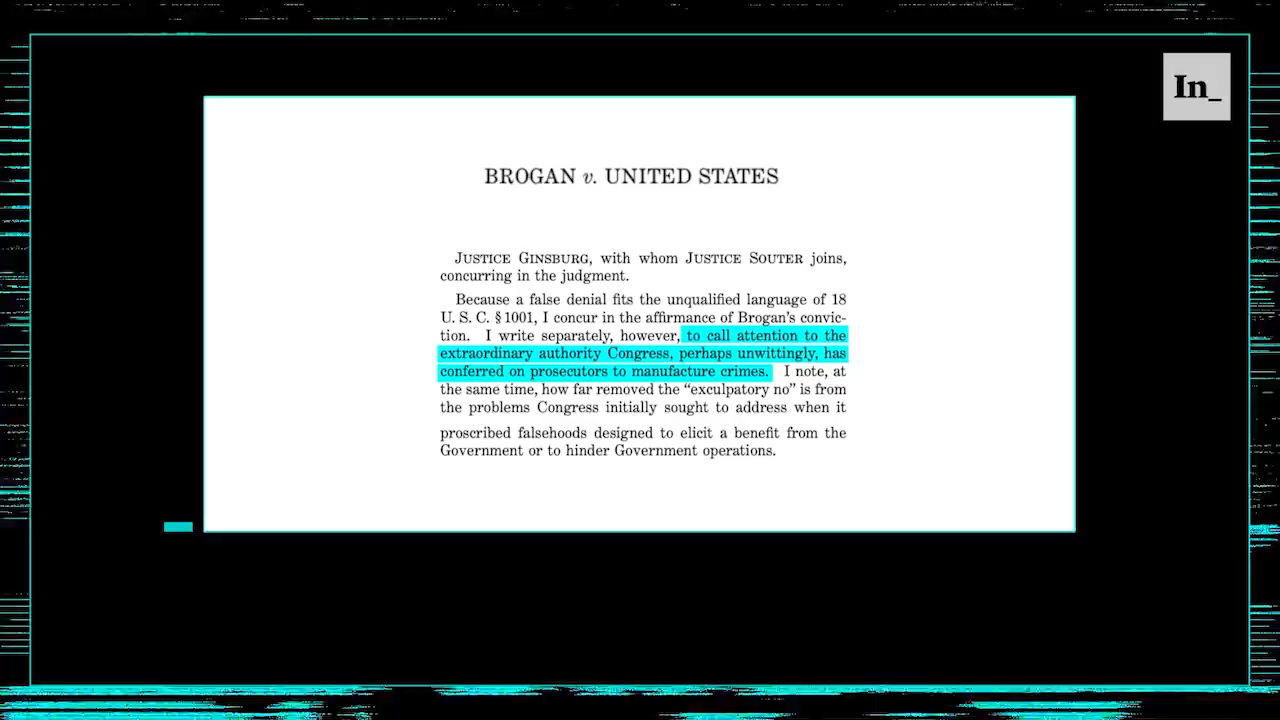 In_
BROGAN v. UNITED STATES
JUSTICE GINSBURG, with whom JUSTICE SOUTER joins,
concurring in the judgment.
Because a false denial fits the unqualified language of 18
U. S. C. § 1001, I concur in the affirmance of Brogan’s convic-
tion. I write separately, however, to call attention to the
extraordinary authority Congress, perhaps unwittingly, has
conferred on prosecutors to manufacture crimes. I note, at
the same time, how far removed the “exculpatory no” is from
the problems Congress initially sought to address when it
proscribed falsehoods designed to elicit a benefit from the
Government or to hinder Government operations.